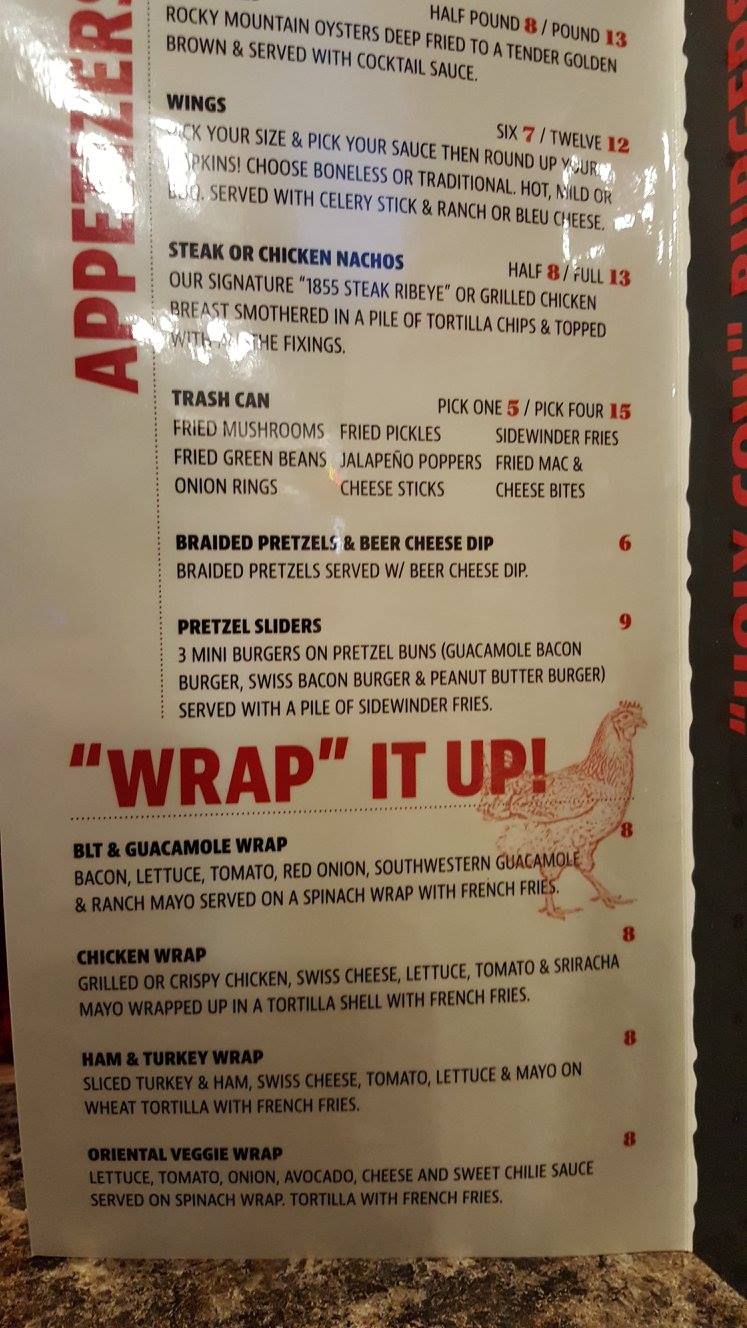 APPETIZERS
HALF POUND 8 / POUND 13
ROCKY MOUNTAIN OYSTERS DEEP FRIED TO A TENDER GOLDEN
BROWN & SERVED WITH COCKTAIL SAUCE.
WINGS
SIX 7 / TWELVE 12
PICK YOUR SIZE & PICK YOUR SAUCE THEN ROUND UP YOUR
NAPKINS! CHOOSE BONELESS OR TRADITIONAL. HOT, MILD OR
BBQ. SERVED WITH CELERY STICK & RANCH OR BLEU CHEESE.
STEAK OR CHICKEN NACHOS
HALF 8 / FULL 13
OUR SIGNATURE "1855 STEAK RIBEYE" OR GRILLED CHICKEN
BREAST SMOTHERED IN A PILE OF TORTILLA CHIPS & TOPPED
WITH ALL THE FIXINGS.
TRASH CAN
PICK ONE 5 / PICK FOUR 15
FRIED MUSHROOMS FRIED PICKLES SIDEWINDER FRIES
FRIED GREEN BEANS JALAPEÑO POPPERS FRIED MAC &
ONION RINGS CHEESE STICKS CHEESE BITES
BRAIDED PRETZELS & BEER CHEESE DIP 6
BRAIDED PRETZELS SERVED W/ BEER CHEESE DIP.
PRETZEL SLIDERS 9
3 MINI BURGERS ON PRETZEL BUNS (GUACAMOLE BACON
BURGER, SWISS BACON BURGER & PEANUT BUTTER BURGER)
SERVED WITH A PILE OF SIDEWINDER FRIES.
"WRAP" IT UP!
BLT & GUACAMOLE WRAP 8
BACON, LETTUCE, TOMATO, RED ONION, SOUTHWESTERN GUACAMOLE
& RANCH MAYO SERVED ON A SPINACH WRAP WITH FRENCH FRIES.
CHICKEN WRAP 8
GRILLED OR CRISPY CHICKEN, SWISS CHEESE, LETTUCE, TOMATO & SRIRACHA
MAYO WRAPPED UP IN A TORTILLA SHELL WITH FRENCH FRIES.
HAM & TURKEY WRAP 8
SLICED TURKEY & HAM, SWISS CHEESE, TOMATO, LETTUCE & MAYO ON
WHEAT TORTILLA WITH FRENCH FRIES.
ORIENTAL VEGGIE WRAP 8
LETTUCE, TOMATO, ONION, AVOCADO, CHEESE AND SWEET CHILIE SAUCE
SERVED ON SPINACH WRAP. TORTILLA WITH FRENCH FRIES.
"HOLY COW" BURGERS